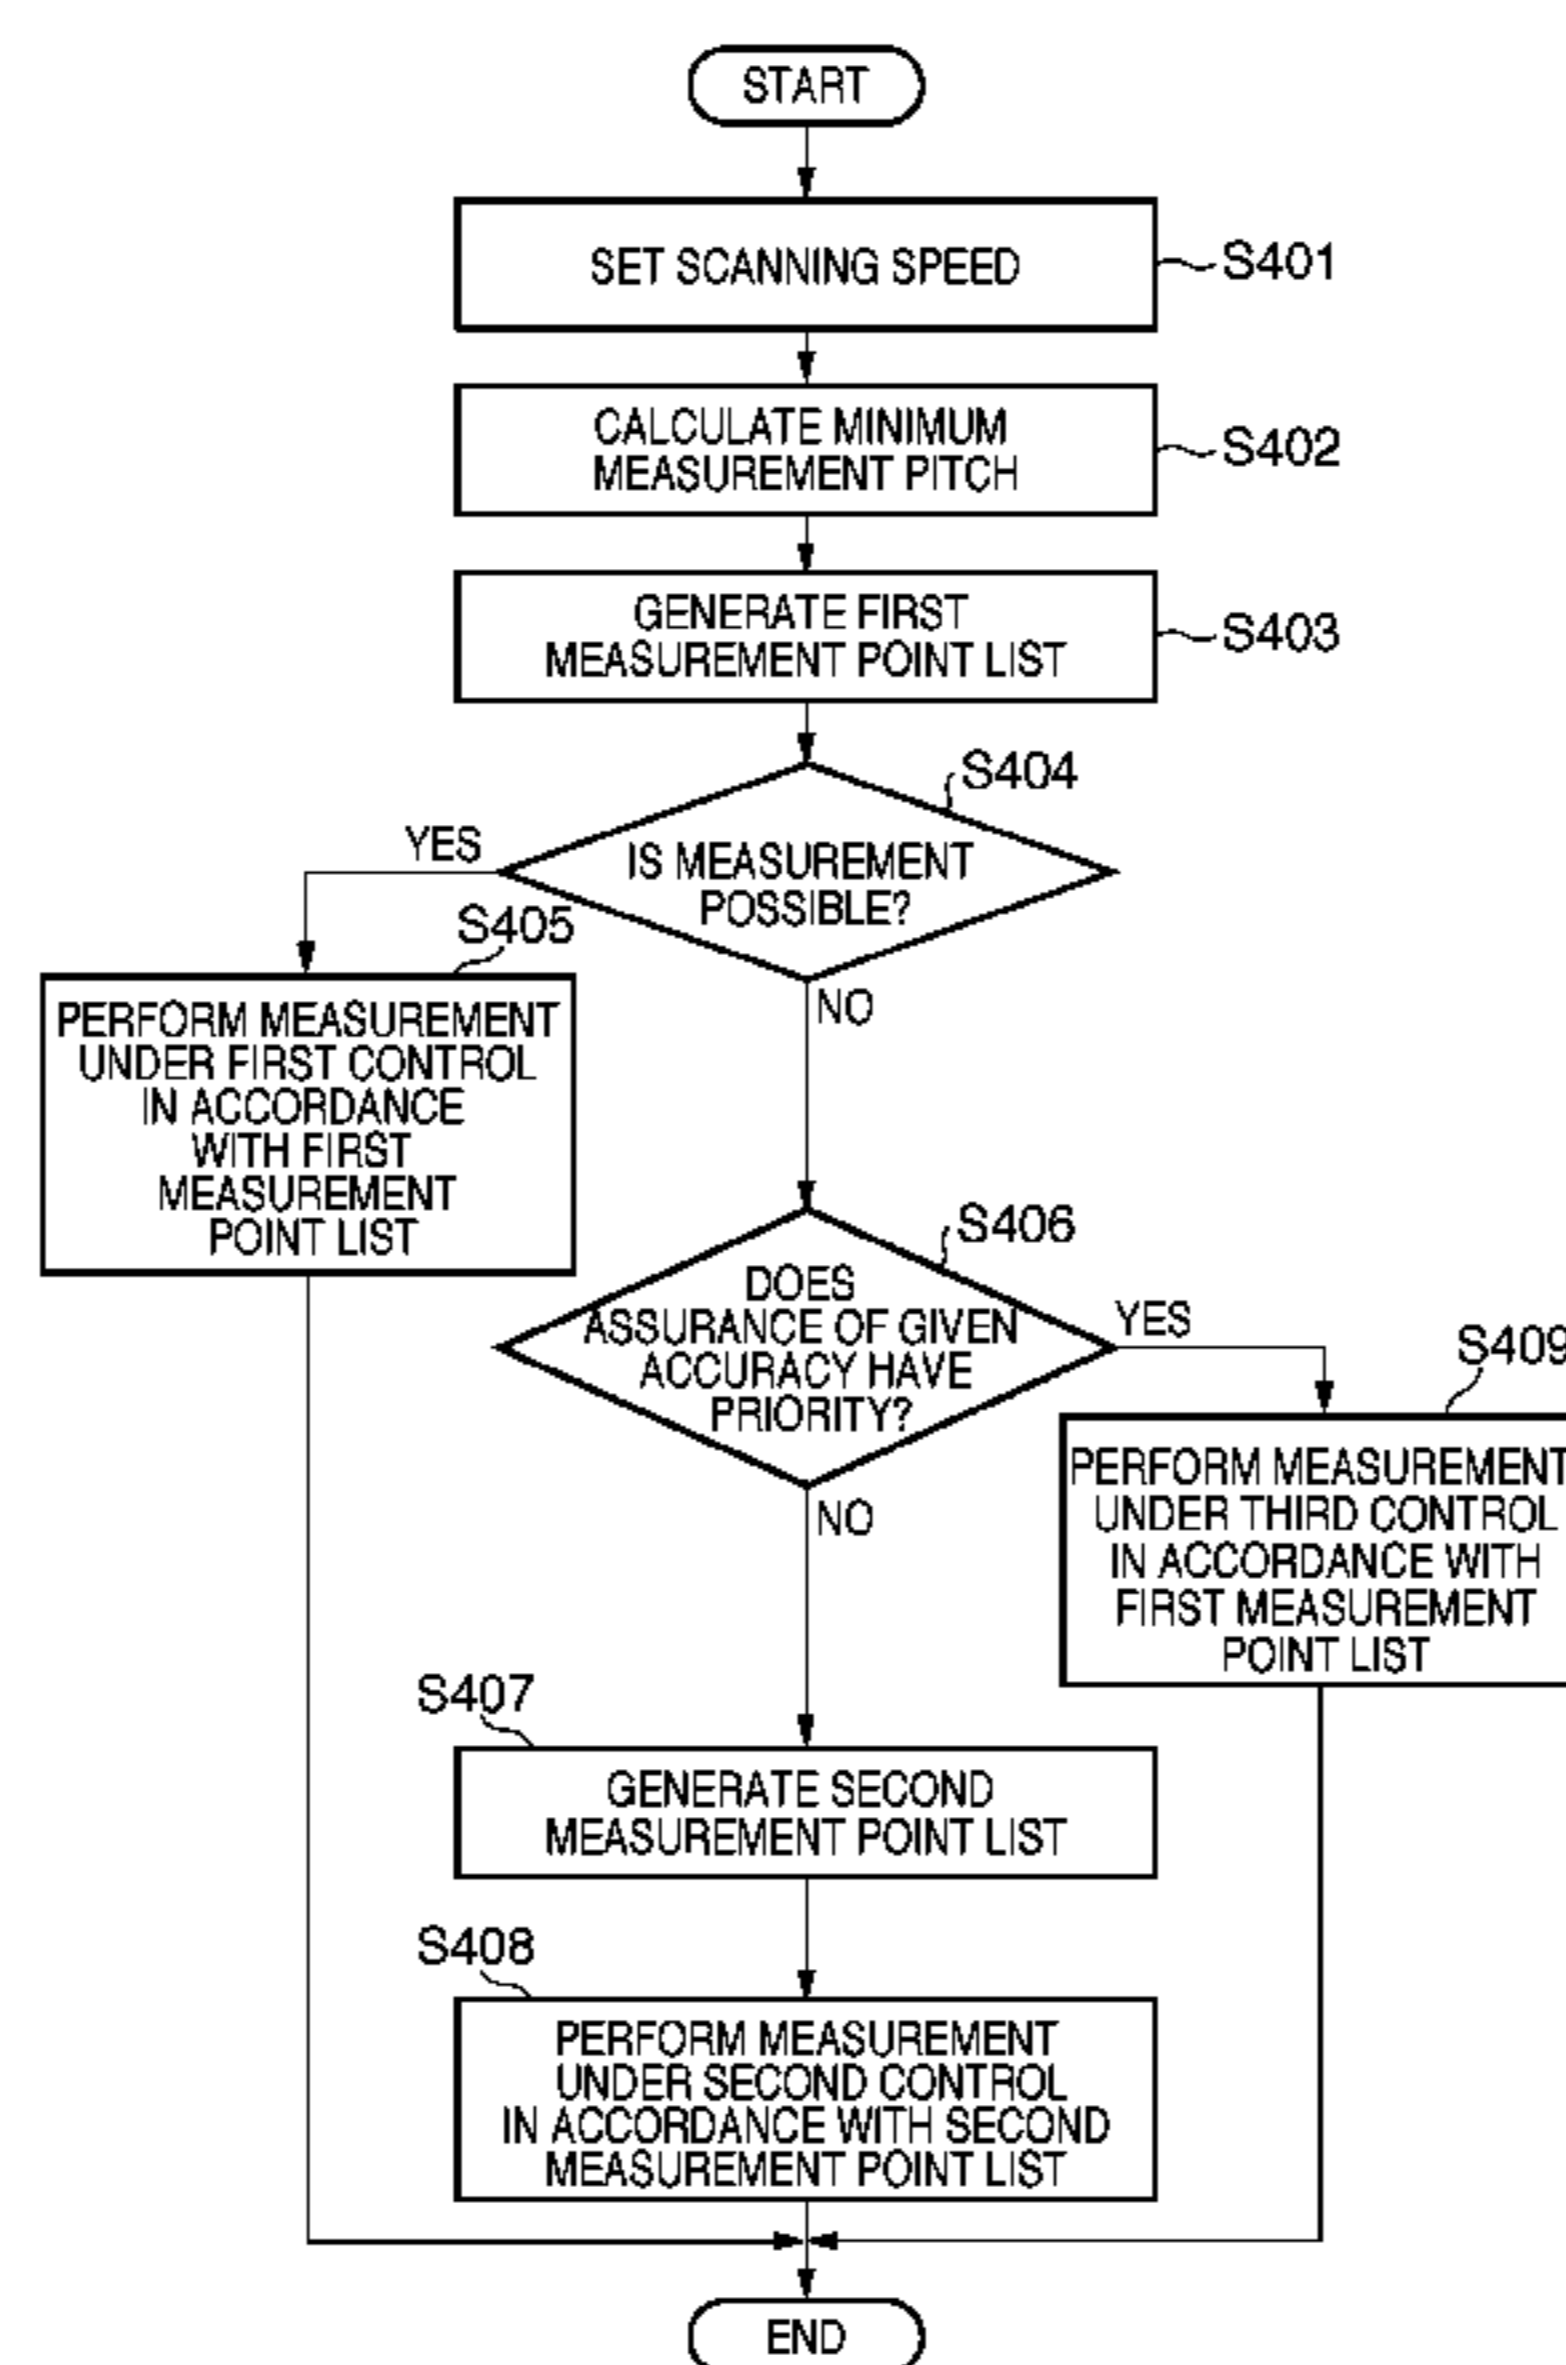 START
SET SCANNING SPEED
S401
CALCULATE MINIMUM
MEASUREMENT PITCH
S402
GENERATE FIRST
MEASUREMENT POINT LIST
S403
S404
IS MEASUREMENT
POSSIBLE?
YES
NO
S405
PERFORM MEASUREMENT
UNDER FIRST CONTROL
IN ACCORDANCE
WITH FIRST
MEASUREMENT
POINT LIST
S406
DOES
ASSURANCE OF GIVEN
ACCURACY HAVE
PRIORITY?
YES
NO
S409
PERFORM MEASUREMENT
UNDER THIRD CONTROL
IN ACCORDANCE WITH
FIRST MEASUREMENT
POINT LIST
S407
GENERATE SECOND
MEASUREMENT POINT LIST
S408
PERFORM MEASUREMENT
UNDER SECOND CONTROL
IN ACCORDANCE WITH SECOND
MEASUREMENT POINT LIST
END